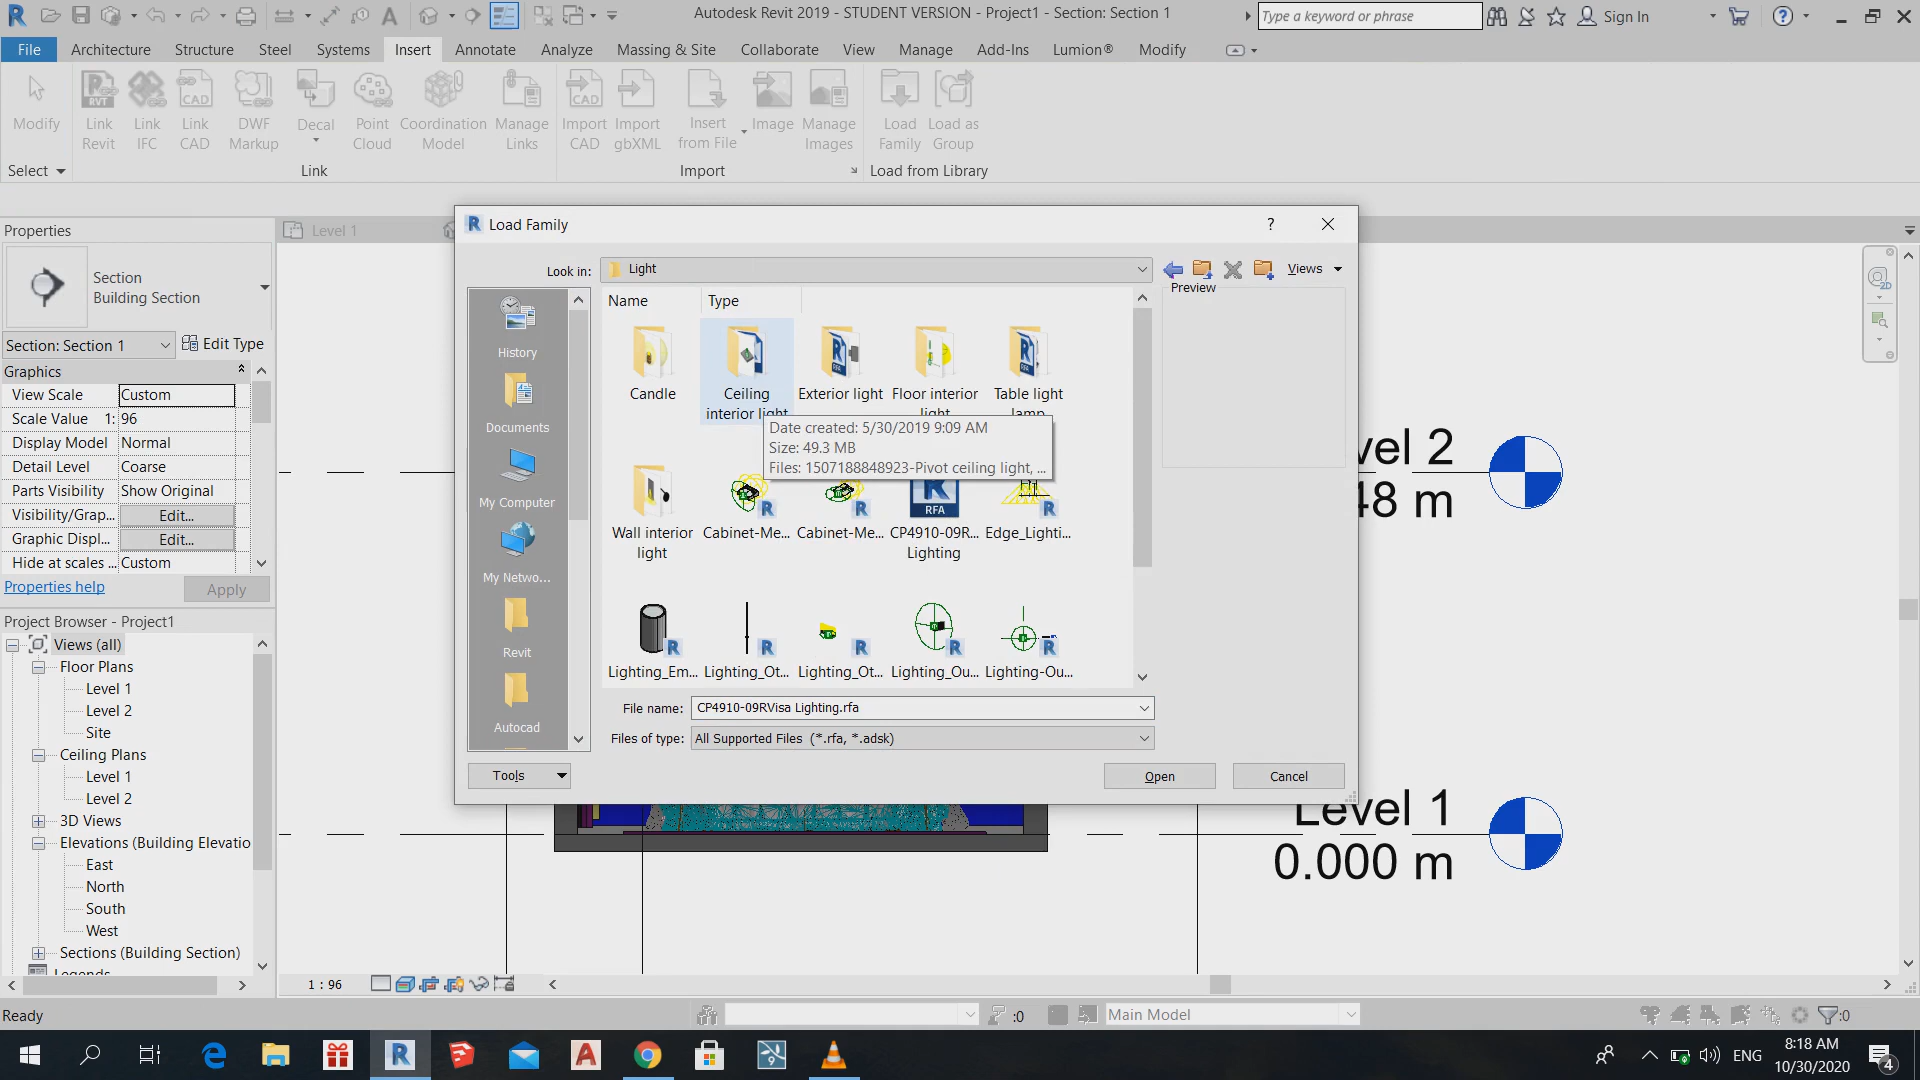 Autodesk Revit 2019 - STUDENT VERSION - Project1 - Section: Section 1
Type a keyword or phrase
Sign In
File
Architecture
Structure
Steel
Systems
Insert
Annotate
Analyze
Massing & Site
Collaborate
View
Manage
Add-Ins
Lumion®
Modify
Modify
Link Revit
Link IFC
Link CAD
DWF Markup
Decal
Point Cloud
Coordination Model
Manage Links
Import CAD
Import gbXML
Insert from File
Image
Manage Images
Load Family
Load as Group
Select
Link
Import
Load from Library
Properties
Section
Building Section
Section: Section 1
Edit Type
Graphics
View Scale Custom
Scale Value 1: 96
Display Model Normal
Detail Level Coarse
Parts Visibility Show Original
Visibility/Grap... Edit...
Graphic Displ... Edit...
Hide at scales ... Custom
Properties help
Apply
Project Browser - Project1
Views (all)
Floor Plans
Level 1
Level 2
Site
Ceiling Plans
Level 1
Level 2
3D Views
Elevations (Building Elevatio
East
North
South
West
Sections (Building Section)
Legends
Level 1
Load Family
?
Look in:
Light
Views
Preview
History
Documents
My Computer
My Netwo...
Revit
Autocad
Name
Type
Candle
Ceiling interior light
Exterior light
Floor interior light
Table light lamp
Date created: 5/30/2019 9:09 AM
Size: 49.3 MB
Files: 1507188848923-Pivot ceiling light, ...
Wall interior light
Cabinet-Me...
Cabinet-Me...
RFA
CP4910-09R... Lighting
Edge_Lighti...
Lighting_Em...
Lighting_Ot...
Lighting_Ot...
Lighting_Ou...
Lighting-Ou...
File name: CP4910-09RVisa Lighting.rfa
Files of type: All Supported Files (*.rfa, *.adsk)
Tools
Open
Cancel
vel 2
48 m
Level 1
0.000 m
1 : 96
Ready
:0
Main Model
:0
ENG
8:18 AM
10/30/2020
4